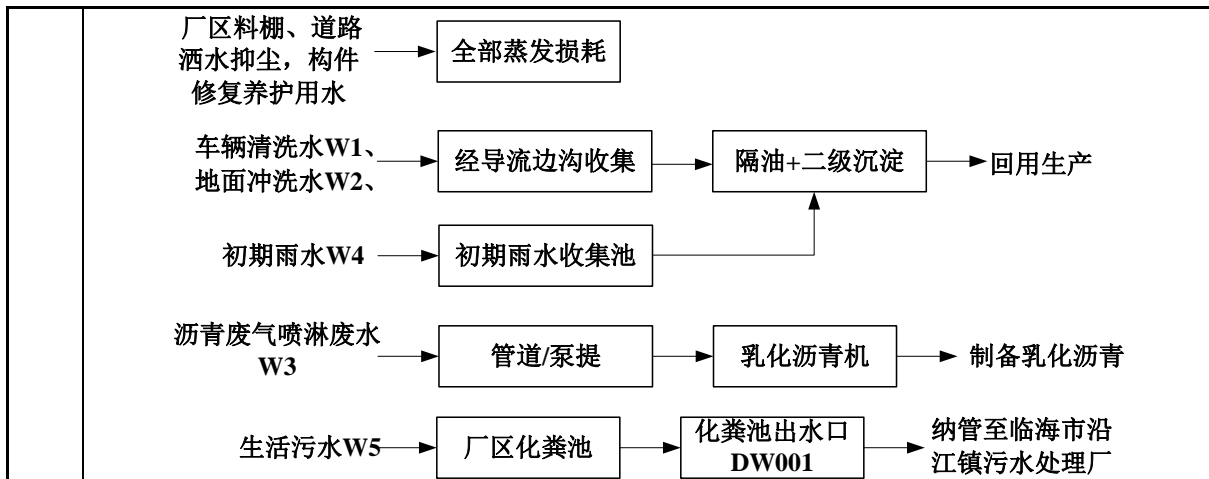 厂区料棚、道路
洒水抑尘，构件
修复养护用水
全部蒸发损耗
车辆清洗水W1、
地面冲洗水W2、
经导流边沟收集
隔油+二级沉淀
回用生产
初期雨水W4
初期雨水收集池
沥青废气喷淋废水
W3
管道/泵提
乳化沥青机
制备乳化沥青
生活污水W5
厂区化粪池
化粪池出水口
DW001
纳管至临海市沿
江镇污水处理厂